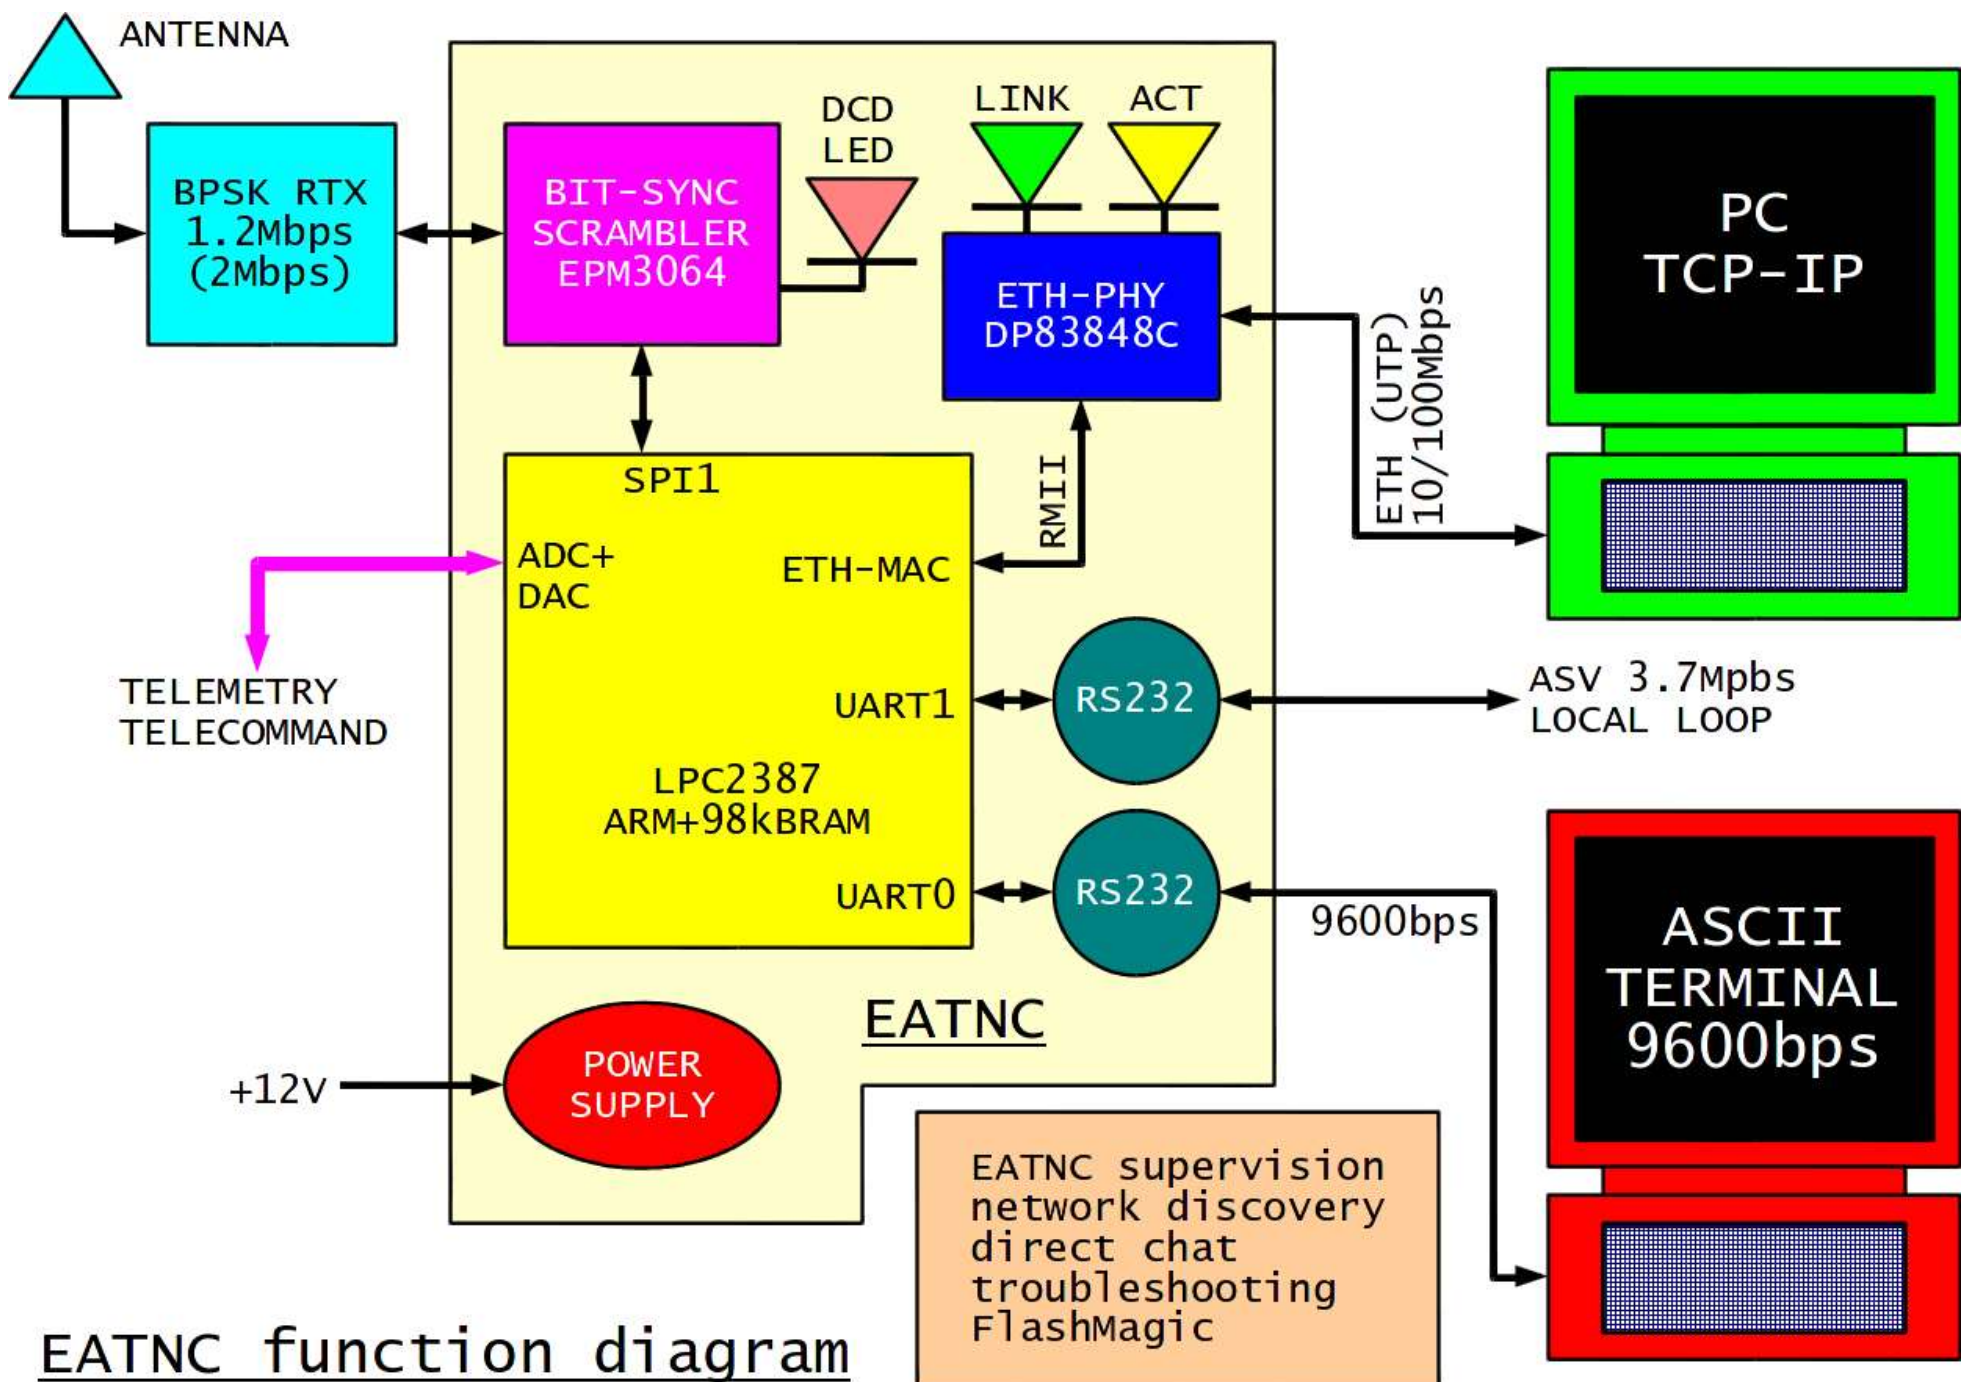 ANTENNA
BPSK RTX
1.2Mbps
(2Mbps)
BIT-SYNC
SCRAMBLER
EPM3064
DCD
LED
LINK
ACT
ETH-PHY
DP83848C
PC
TCP-IP
ETH (UTP)
10/100Mbps
RMII
SPI1
ADC+
DAC
ETH-MAC
UART1
LPC2387
ARM+98kBRAM
UART0
TELEMETRY
TELECOMMAND
RS232
ASV 3.7Mpbs
LOCAL LOOP
RS232
9600bps
ASCII
TERMINAL
9600bps
EATNC
+12V
POWER
SUPPLY
EATNC supervision
network discovery
direct chat
troubleshooting
FlashMagic
EATNC function diagram